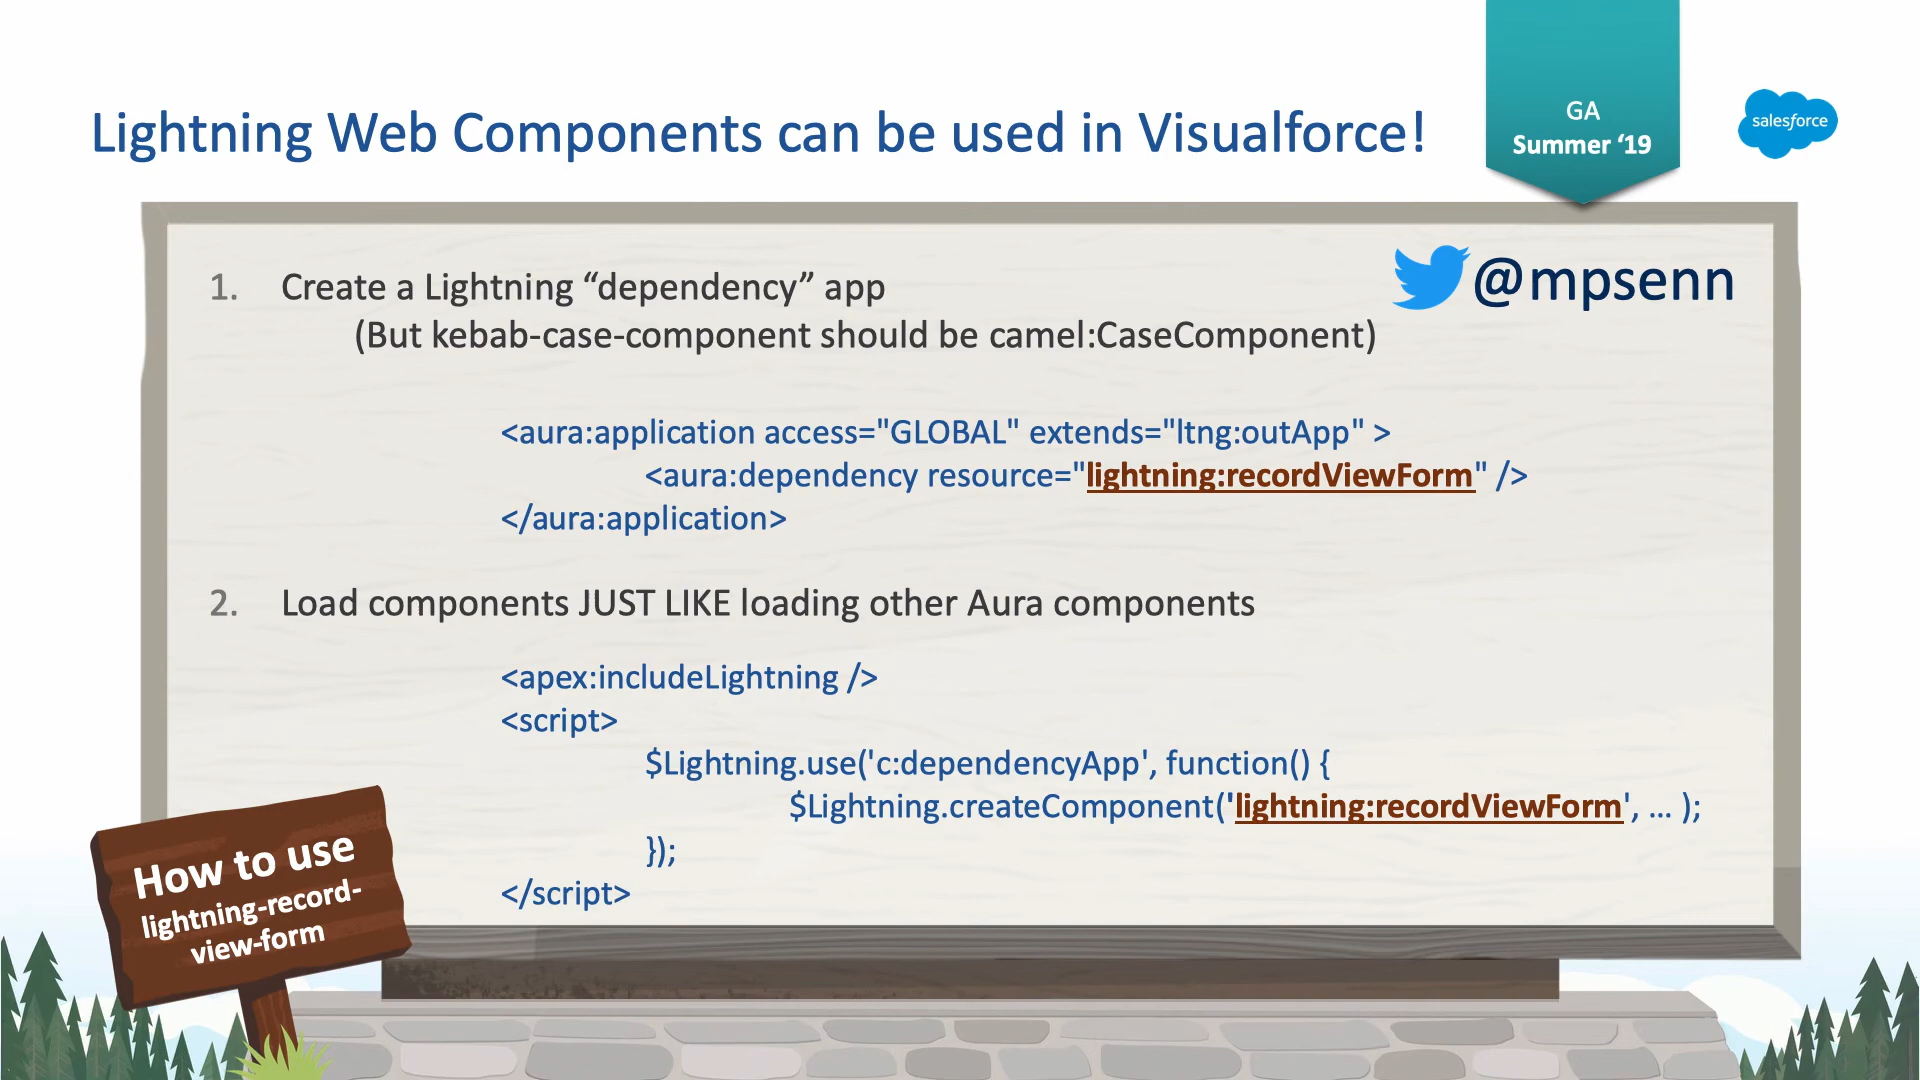 Lightning Web Components can be used in Visualforce!
GA
Summer ‘19
salesforce
@mpsenn
1. Create a Lightning “dependency” app
(But kebab-case-component should be camel:CaseComponent)
<aura:application access="GLOBAL" extends="ltng:outApp" >
<aura:dependency resource="lightning:recordViewForm" />
</aura:application>
2. Load components JUST LIKE loading other Aura components
<apex:includeLightning />
<script>
$Lightning.use('c:dependencyApp', function() {
$Lightning.createComponent('lightning:recordViewForm', ... );
});
</script>
How to use
lightning-record-
view-form